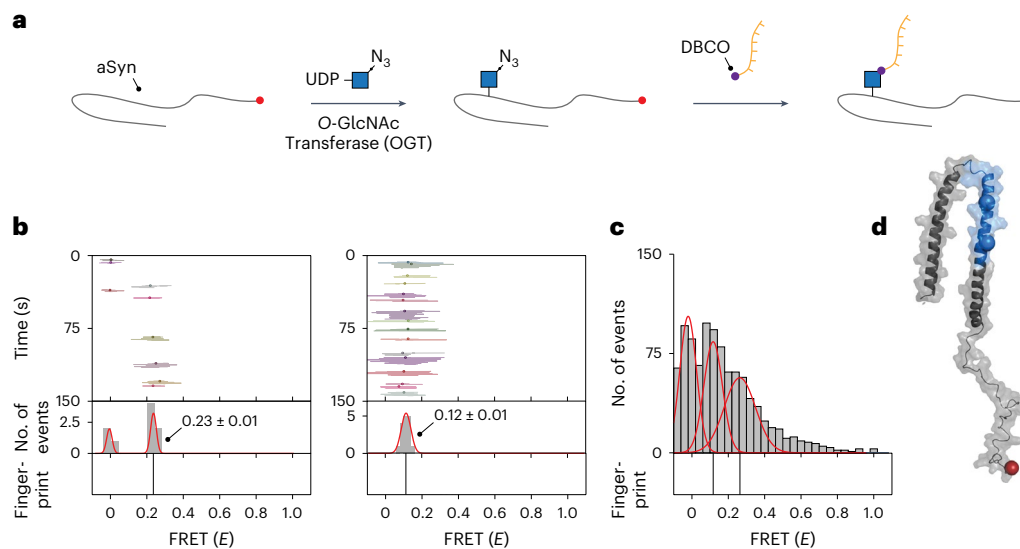 a
aSyn
UDP
N3
O-GlcNAc
Transferase (OGT)
N3
DBCO
b
Time (s)
0
75
150
No. of
events
2.5
0
0.23 ± 0.01
Finger-
print
0 0.2 0.4 0.6 0.8 1.0
FRET (E)
0
75
150
5
0
0.12 ± 0.01
0 0.2 0.4 0.6 0.8 1.0
FRET (E)
c
No. of events
150
75
0
Finger-
print
0 0.2 0.4 0.6 0.8 1.0
FRET (E)
d